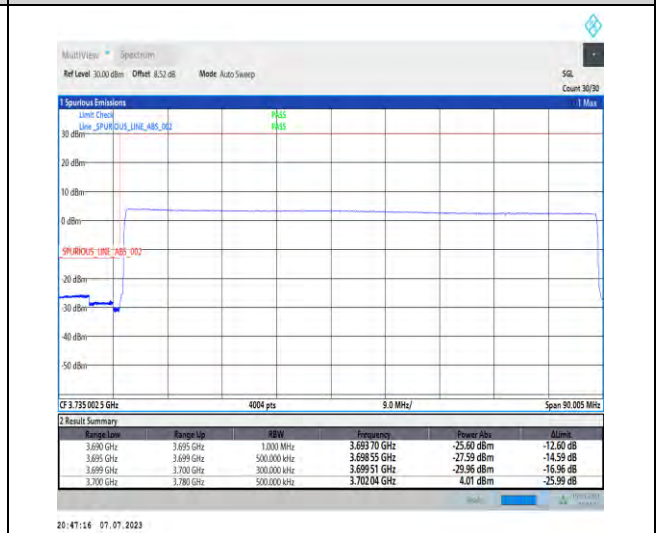 MultiView Spectrum
Ref Level 30.00 dBm Offset 8.52 dB Mode Auto Sweep SGL
Count 30/30
1 Spurious Emissions 1 Max
Limit Check PASS
Line _SPURIOUS_LINE_ABS_002 PASS
30 dBm
20 dBm
10 dBm
0 dBm
SPURIOUS_LINE_ABS_002
-20 dBm
-30 dBm
-40 dBm
-50 dBm
CF 3.735 002 5 GHz 4004 pts 9.0 MHz/ Span 90.005 MHz
2 Result Summary
Range Low Range Up RBW Frequency Power Abs ΔLimit
3.690 GHz 3.695 GHz 1.000 MHz 3.693 70 GHz -25.60 dBm -12.60 dB
3.695 GHz 3.699 GHz 500.000 kHz 3.698 55 GHz -27.59 dBm -14.59 dB
3.699 GHz 3.700 GHz 300.000 kHz 3.699 51 GHz -29.96 dBm -16.96 dB
3.700 GHz 3.780 GHz 500.000 kHz 3.702 04 GHz 4.01 dBm -25.99 dB
20:47:16 07.07.2023